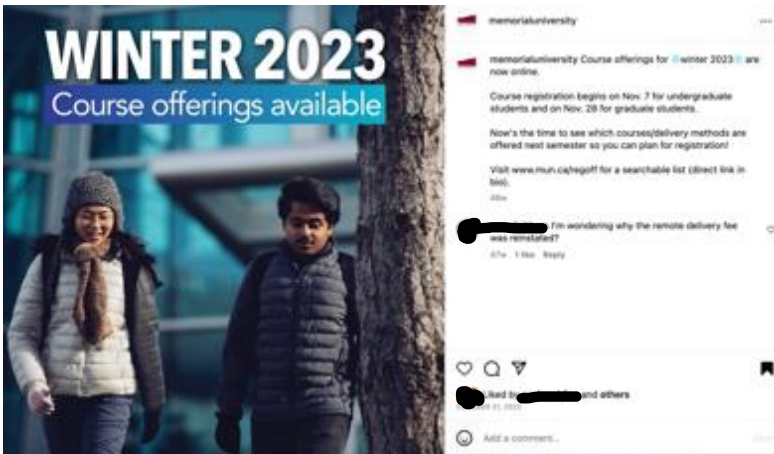 WINTER 2023
Course offerings available
memorialuniversity
memorialuniversity Course offerings for winter 2023 are
now online.
Course registration begins on Nov. 7 for undergraduate
students and on Nov. 28 for graduate students.
Now's the time to see which courses/delivery methods are
offered next semester so you can plan for registration!
Visit www.mun.ca/regoff for a searchable list (direct link in
bio).
I'm wondering why the remote delivery fee
was reinstated?
47w 1 like Reply
Liked by and others
Add a comment...